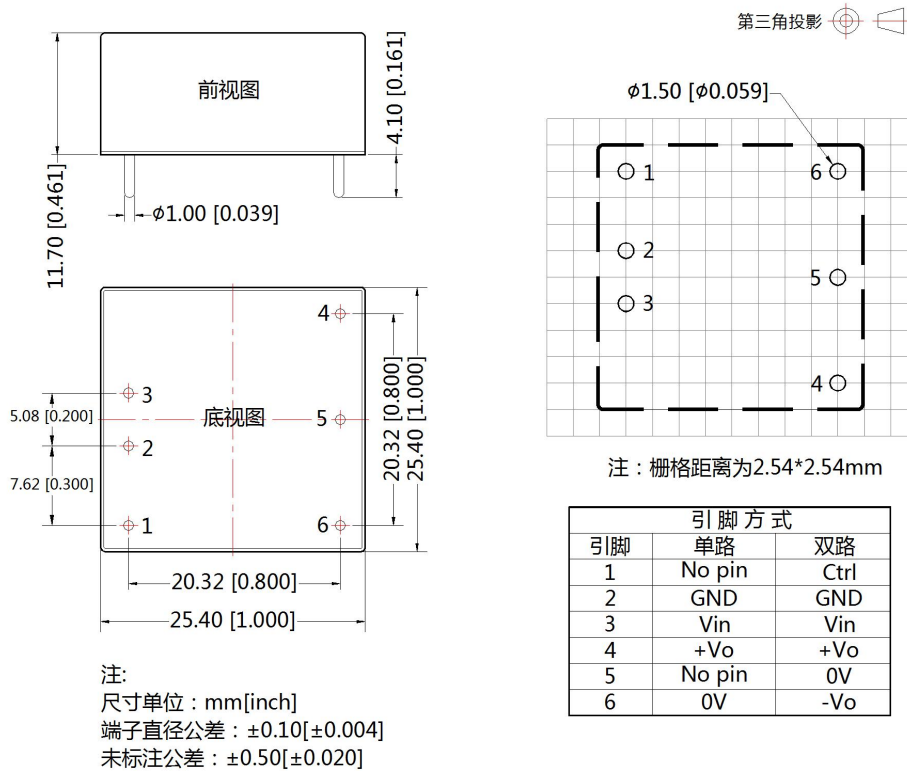 第三角投影
前视图
11.70 [0.461]
4.10 [0.161]
φ1.00 [0.039]
φ1.50 [φ0.059]
1
6
2
5
3
4
注：栅格距离为2.54*2.54mm
4
3
5.08 [0.200]
底视图
5
2
7.62 [0.300]
1
6
20.32 [0.800]
25.40 [1.000]
20.32 [0.800]
25.40 [1.000]
引 脚 方 式
引脚 单路 双路
1 No pin Ctrl
2 GND GND
3 Vin Vin
4 +Vo +Vo
5 No pin 0V
6 0V -Vo
注:
尺寸单位：mm[inch]
端子直径公差：±0.10[±0.004]
未标注公差：±0.50[±0.020]